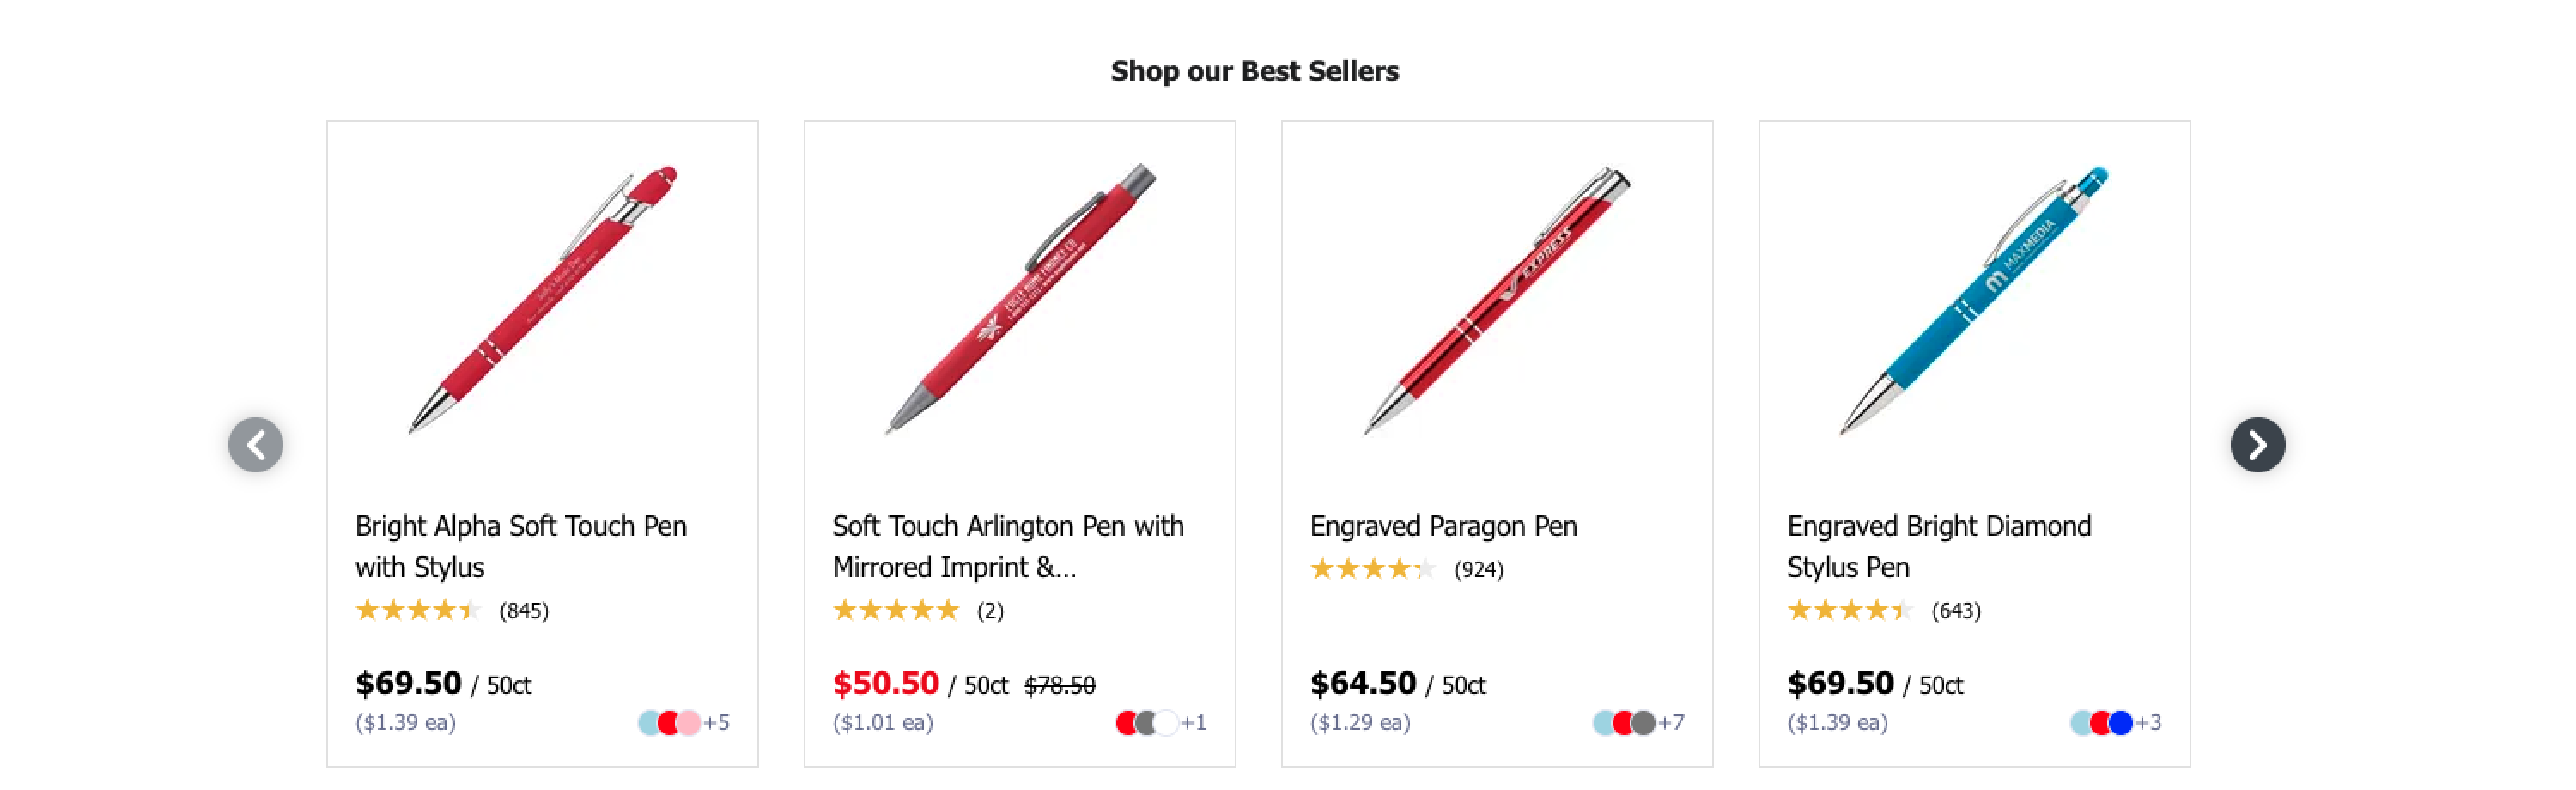 Shop our Best Sellers
EXPRESS
MAXMEDIA
Bright Alpha Soft Touch Pen
with Stylus
(845)
$69.50 / 50ct
($1.39 ea)
+5
Soft Touch Arlington Pen with
Mirrored Imprint &...
(2)
$50.50 / 50ct $78.50
($1.01 ea)
+1
Engraved Paragon Pen
(924)
$64.50 / 50ct
($1.29 ea)
+7
Engraved Bright Diamond
Stylus Pen
(643)
$69.50 / 50ct
($1.39 ea)
+3